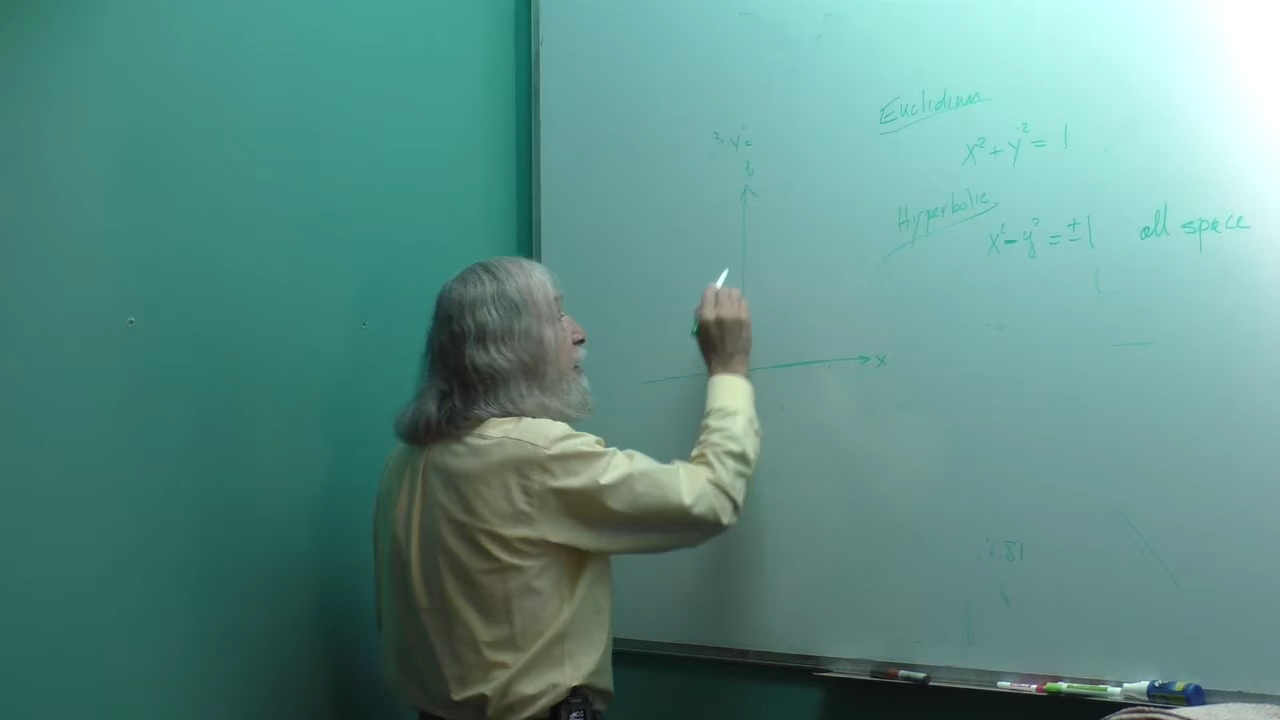 Euclidean
x² + y² = 1
Hyperbolic
x² - y² = ± 1 all space
x